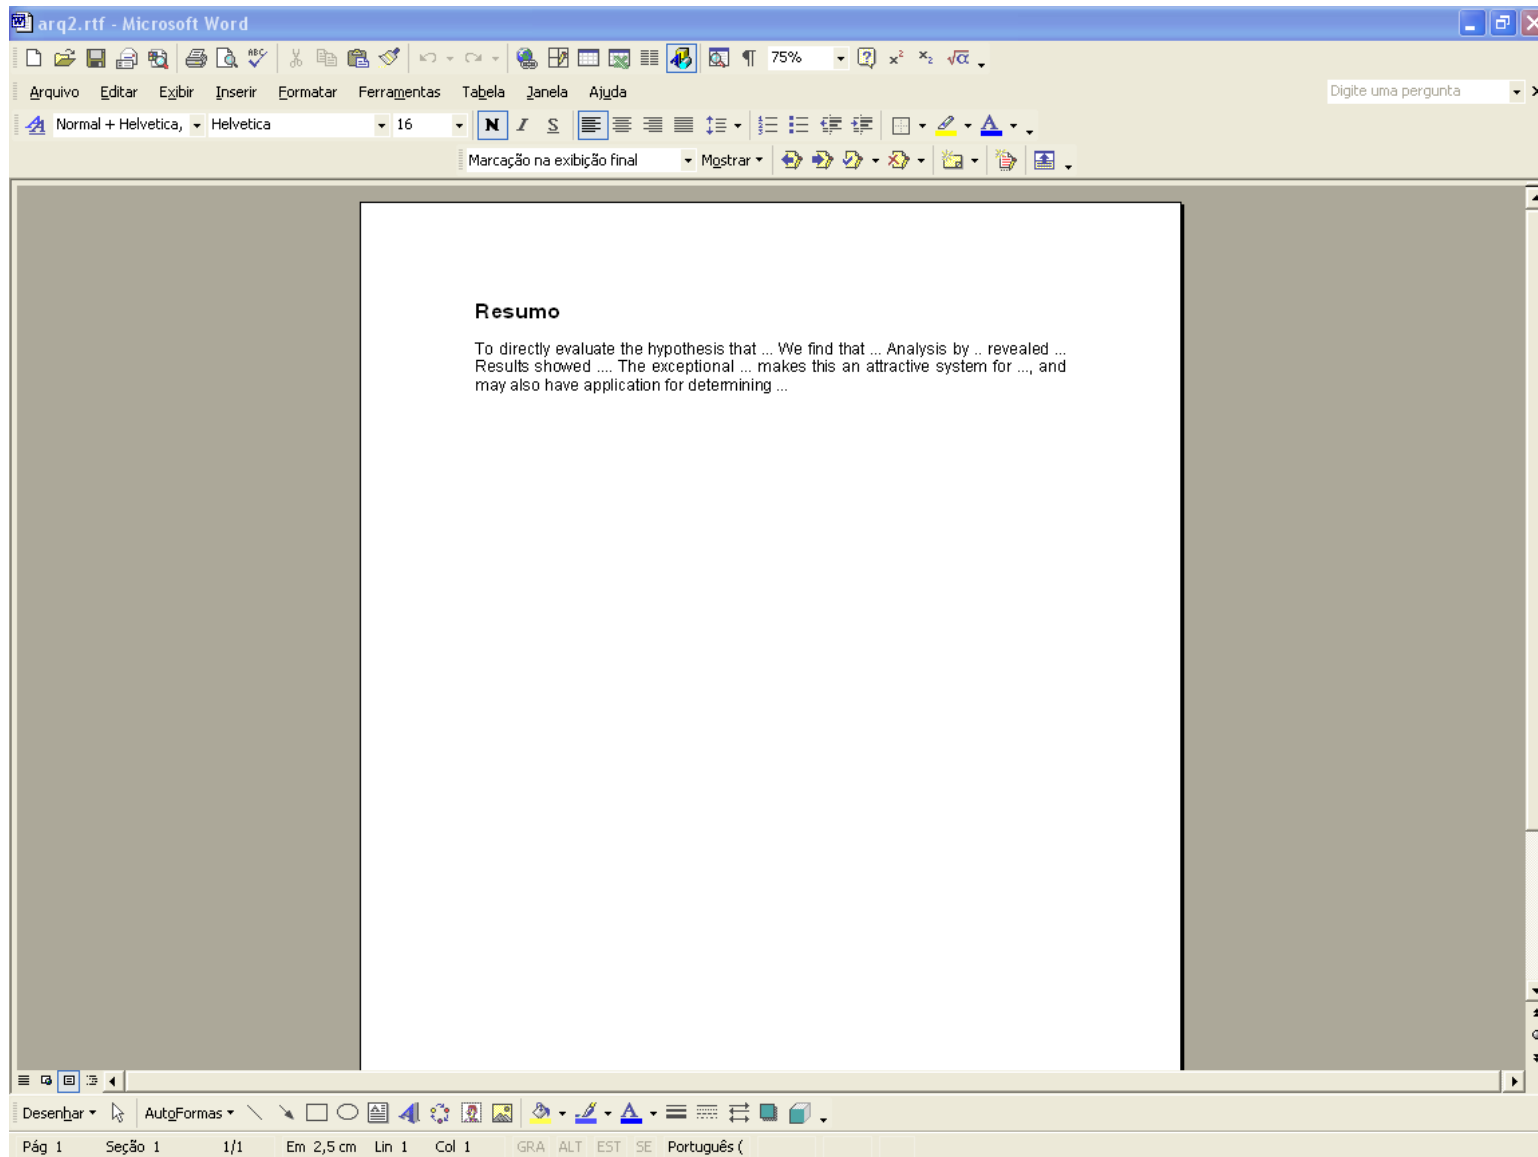 arq2.rtf - Microsoft Word
ABC 75% x² x₂ √α
Arquivo Editar Exibir Inserir Formatar Ferramentas Tabela Janela Ajuda Digite uma pergunta
Normal + Helvetica, Helvetica 16 N I S A
Marcação na exibição final Mostrar
Resumo
To directly evaluate the hypothesis that ... We find that ... Analysis by .. revealed ...
Results showed .... The exceptional ... makes this an attractive system for ..., and
may also have application for determining ...
Desenhar AutoFormas A
Pág 1 Seção 1 1/1 Em 2,5 cm Lin 1 Col 1 GRA ALT EST SE Português (